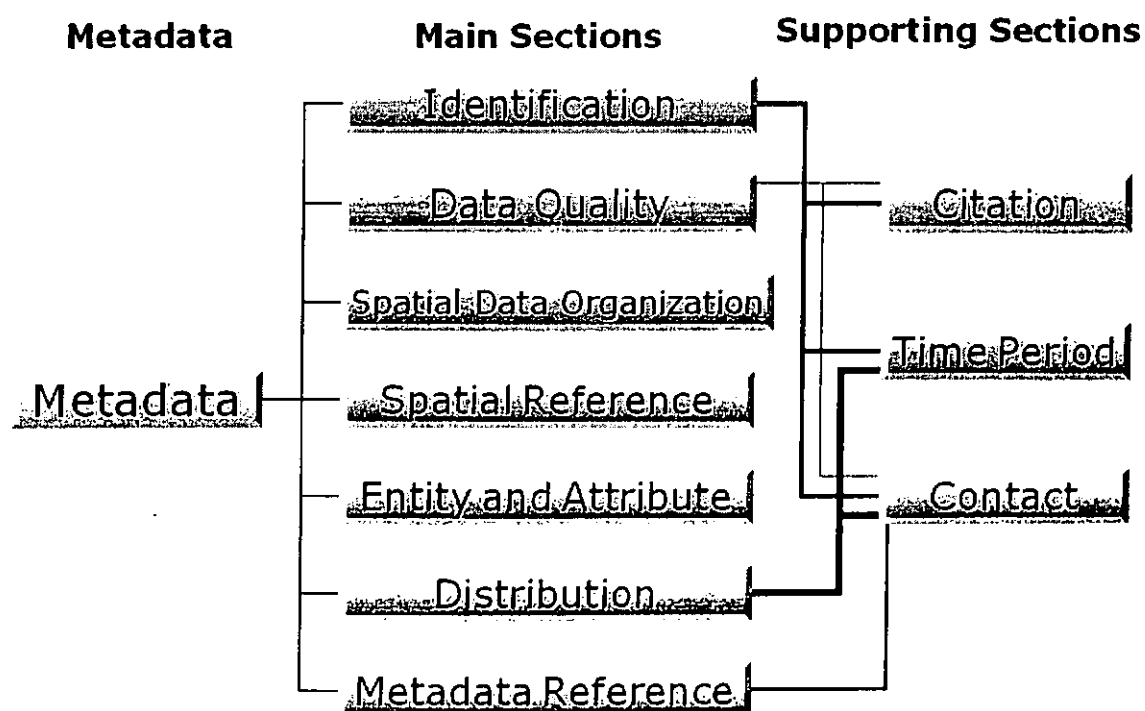 Metadata Main Sections Supporting Sections
Identification
Data Quality
Citation
Spatial Data Organization
Time Period
Metadata
Spatial Reference
Entity and Attribute
Contact
Distribution
Metadata Reference